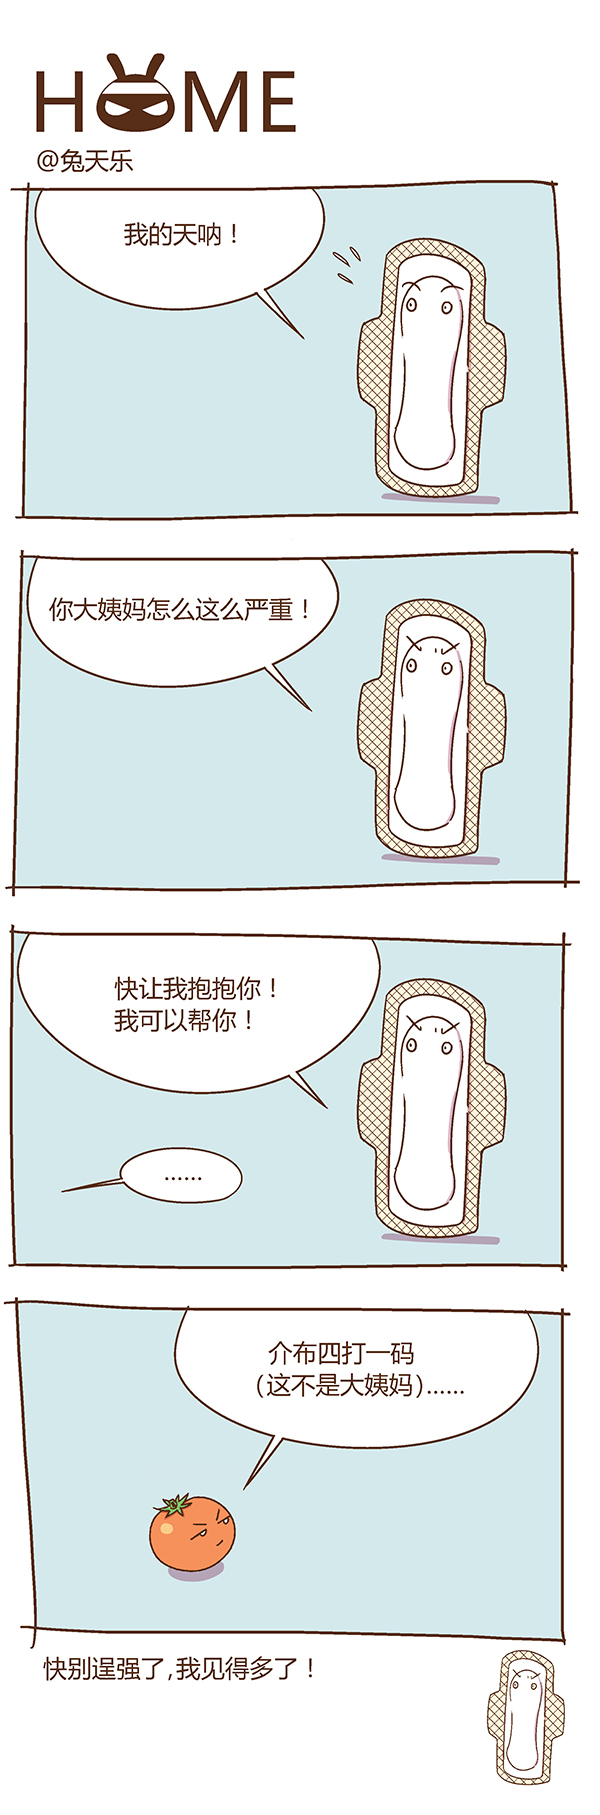 HOME
@兔天乐
我的天呐！
你大姨妈怎么这么严重！
快让我抱抱你！
我可以帮你！
......
介布四打一码
（这不是大姨妈）......
快别逞强了,我见得多了！